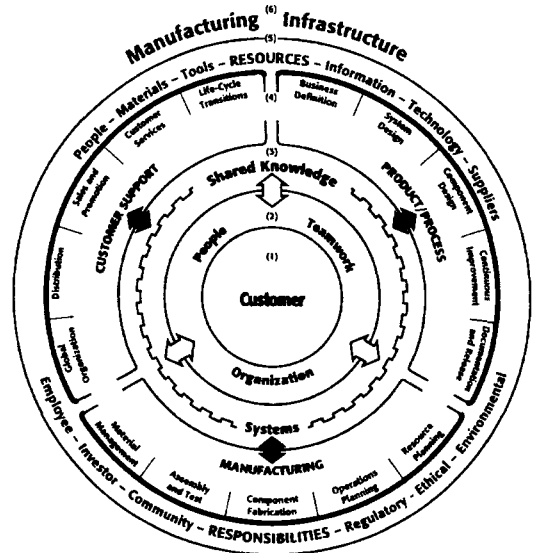 (6)
Manufacturing Infrastructure
(5)
People – Materials – Tools – RESOURCES – Information – Technology – Suppliers
(4)
Life-Cycle
Transitions
Business
Definition
Customer
Services
System
Design
Sales and
Promotion
Component
Design
Distribution
Continuous
Improvement
Global
Organization
Documentation
and Release
CUSTOMER SUPPORT
PRODUCT/PROCESS
(3)
Shared Knowledge
(2)
People
Teamwork
(1)
Customer
Organization
Systems
MANUFACTURING
Material
Management
Assembly
and Test
Component
Fabrication
Operations
Planning
Resource
Planning
Employee – Investor – Community – RESPONSIBILITIES – Regulatory – Ethical – Environmental